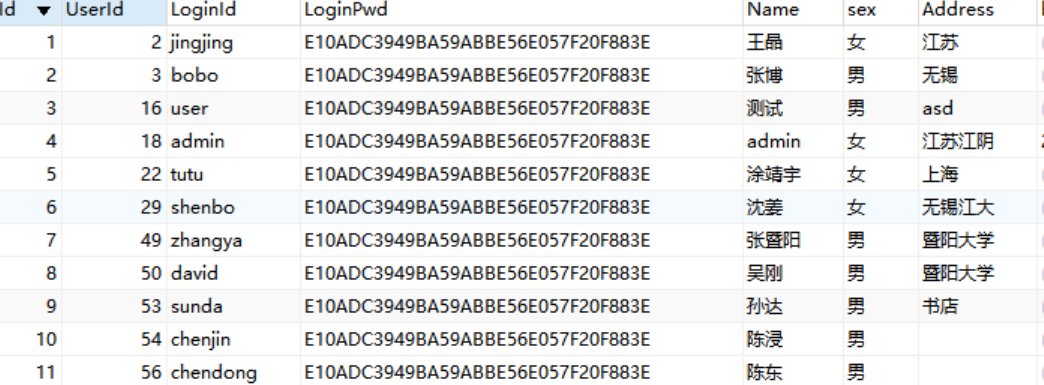 Id UserId LoginId LoginPwd Name sex Address
1 2 jingjing E10ADC3949BA59ABBE56E057F20F883E 王晶 女 江苏
2 3 bobo E10ADC3949BA59ABBE56E057F20F883E 张博 男 无锡
3 16 user E10ADC3949BA59ABBE56E057F20F883E 测试 男 asd
4 18 admin E10ADC3949BA59ABBE56E057F20F883E admin 女 江苏江阴
5 22 tutu E10ADC3949BA59ABBE56E057F20F883E 涂靖宇 女 上海
6 29 shenbo E10ADC3949BA59ABBE56E057F20F883E 沈姜 女 无锡江大
7 49 zhangya E10ADC3949BA59ABBE56E057F20F883E 张暨阳 男 暨阳大学
8 50 david E10ADC3949BA59ABBE56E057F20F883E 吴刚 男 暨阳大学
9 53 sunda E10ADC3949BA59ABBE56E057F20F883E 孙达 男 书店
10 54 chenjin E10ADC3949BA59ABBE56E057F20F883E 陈浸 男
11 56 chendong E10ADC3949BA59ABBE56E057F20F883E 陈东 男